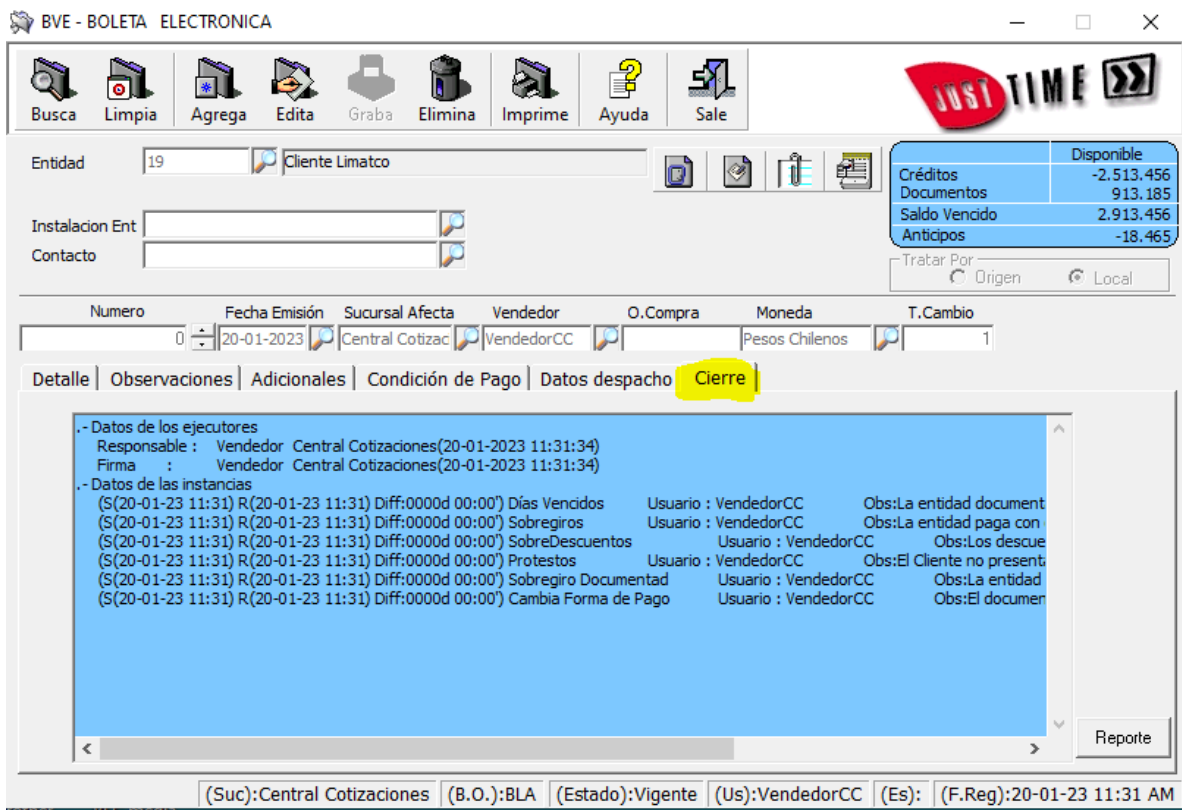 BVE - BOLETA ELECTRONICA
Busca Limpia Agrega Edita Graba Elimina Imprime Ayuda Sale
JUST TIME
Entidad 19 Cliente Limatco
Disponible
Créditos -2.513.456
Documentos 913.185
Saldo Vencido 2.913.456
Anticipos -18.465
Instalacion Ent
Contacto
Tratar Por
Origen Local
Numero Fecha Emisión Sucursal Afecta Vendedor O.Compra Moneda T.Cambio
0 20-01-2023 Central Cotizac VendedorCC Pesos Chilenos 1
Detalle Observaciones Adicionales Condición de Pago Datos despacho Cierre
.- Datos de los ejecutores
Responsable : Vendedor Central Cotizaciones(20-01-2023 11:31:34)
Firma : Vendedor Central Cotizaciones(20-01-2023 11:31:34)
.- Datos de las instancias
(S(20-01-23 11:31) R(20-01-23 11:31) Diff:0000d 00:00') Días Vencidos Usuario : VendedorCC Obs:La entidad document
(S(20-01-23 11:31) R(20-01-23 11:31) Diff:0000d 00:00') Sobregiros Usuario : VendedorCC Obs:La entidad paga con
(S(20-01-23 11:31) R(20-01-23 11:31) Diff:0000d 00:00') SobreDescuentos Usuario : VendedorCC Obs:Los descue
(S(20-01-23 11:31) R(20-01-23 11:31) Diff:0000d 00:00') Protestos Usuario : VendedorCC Obs:El Cliente no present
(S(20-01-23 11:31) R(20-01-23 11:31) Diff:0000d 00:00') Sobregiro Documentad Usuario : VendedorCC Obs:La entidad
(S(20-01-23 11:31) R(20-01-23 11:31) Diff:0000d 00:00') Cambia Forma de Pago Usuario : VendedorCC Obs:El documen
Reporte
(Suc):Central Cotizaciones (B.O.):BLA (Estado):Vigente (Us):VendedorCC (Es): (F.Reg):20-01-23 11:31 AM